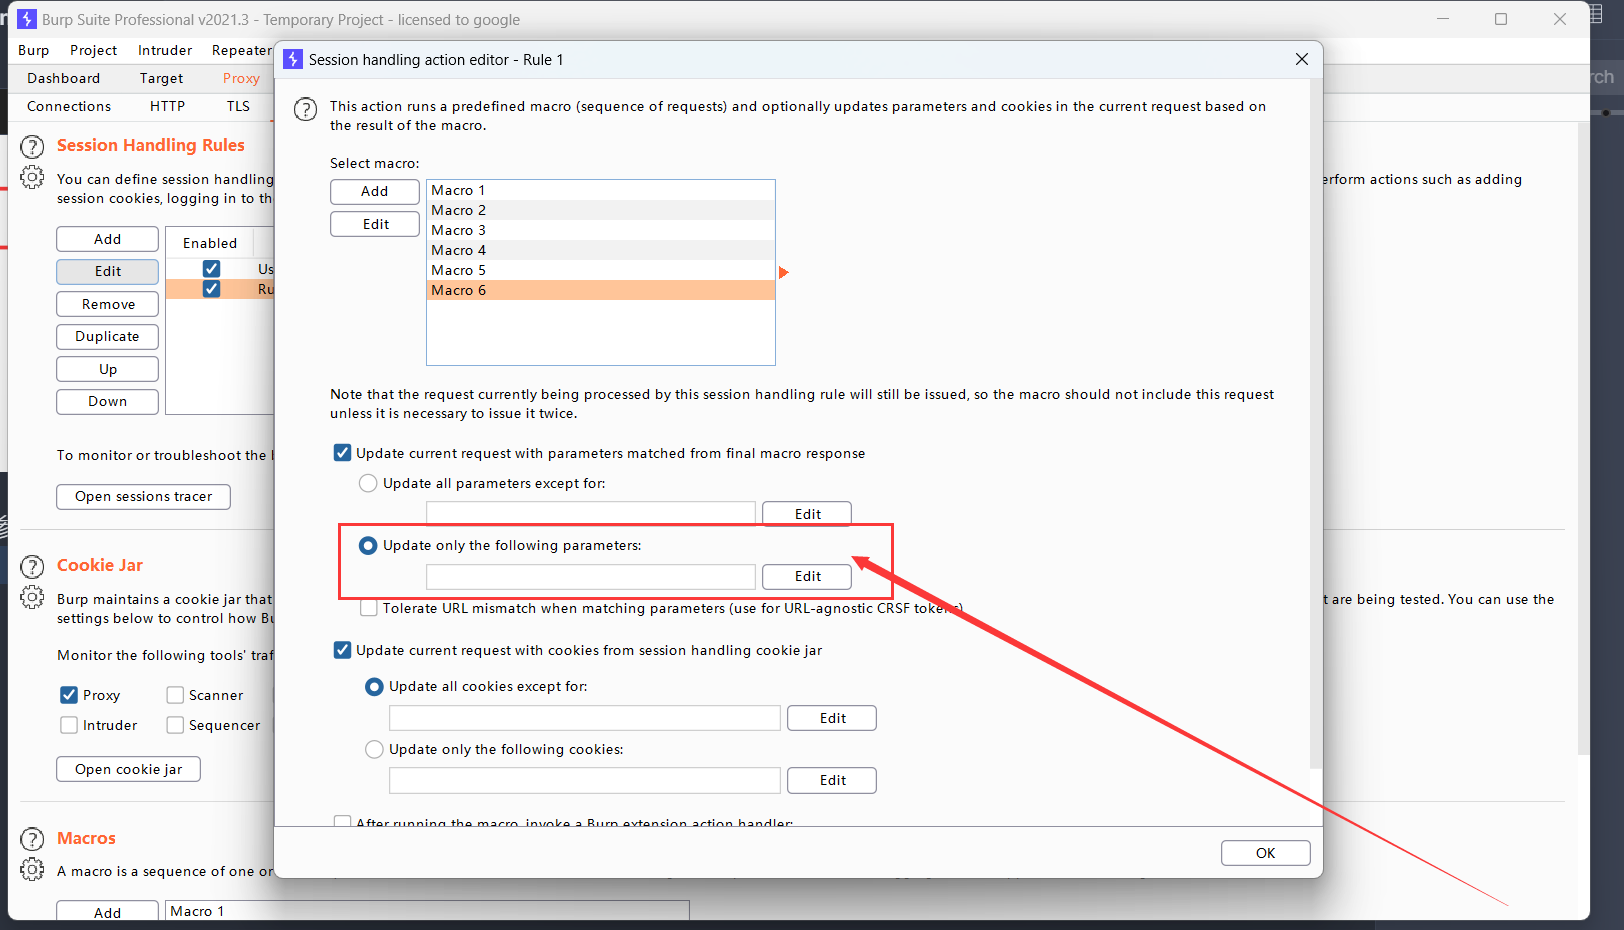 Burp Suite Professional v2021.3 - Temporary Project - licensed to google
Burp Project Intruder Repeater
Dashboard Target Proxy
Connections HTTP TLS
Session Handling Rules
You can define session handling
erform actions such as adding
session cookies, logging in to th
Add
Edit
Remove
Duplicate
Up
Down
Enabled
Us
Ru
To monitor or troubleshoot the
Open sessions tracer
Cookie Jar
Burp maintains a cookie jar that
t are being tested. You can use the
settings below to control how Bu
Monitor the following tools' traf
Proxy Scanner
Intruder Sequencer
Open cookie jar
Macros
A macro is a sequence of one or
Add
Macro 1
Session handling action editor - Rule 1
This action runs a predefined macro (sequence of requests) and optionally updates parameters and cookies in the current request based on
the result of the macro.
Select macro:
Add
Edit
Macro 1
Macro 2
Macro 3
Macro 4
Macro 5
Macro 6
Note that the request currently being processed by this session handling rule will still be issued, so the macro should not include this request
unless it is necessary to issue it twice.
Update current request with parameters matched from final macro response
Update all parameters except for:
Edit
Update only the following parameters:
Edit
Tolerate URL mismatch when matching parameters (use for URL-agnostic CRSF tokens)
Update current request with cookies from session handling cookie jar
Update all cookies except for:
Edit
Update only the following cookies:
Edit
After running the macro, invoke a Burp extension action handler:
OK
rch